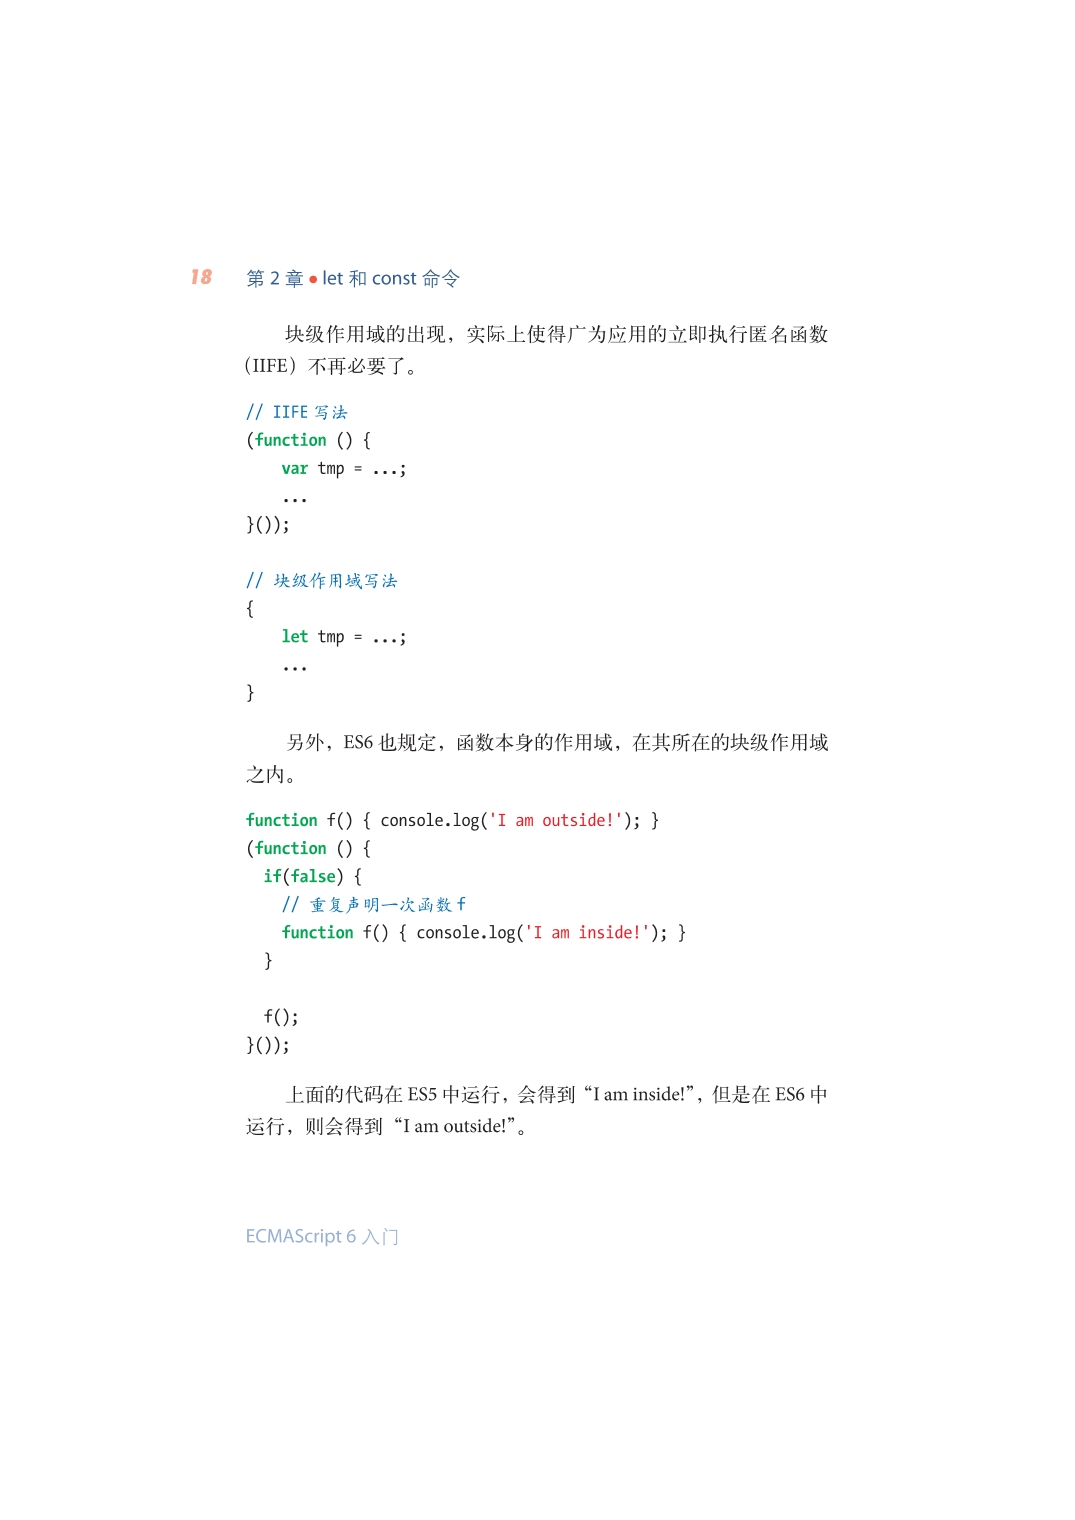 18 第 2 章 • let 和 const 命令
块级作用域的出现，实际上使得广为应用的立即执行匿名函数
（IIFE）不再必要了。
// IIFE 写法
(function () {
    var tmp = ...;
    ...
}());
// 块级作用域写法
{
    let tmp = ...;
    ...
}
另外，ES6 也规定，函数本身的作用域，在其所在的块级作用域
之内。
function f() { console.log('I am outside!'); }
(function () {
  if(false) {
    // 重复声明一次函数 f
    function f() { console.log('I am inside!'); }
  }
  f();
}());
上面的代码在 ES5 中运行，会得到“I am inside!”，但是在 ES6 中
运行，则会得到“I am outside!”。
ECMAScript 6 入门